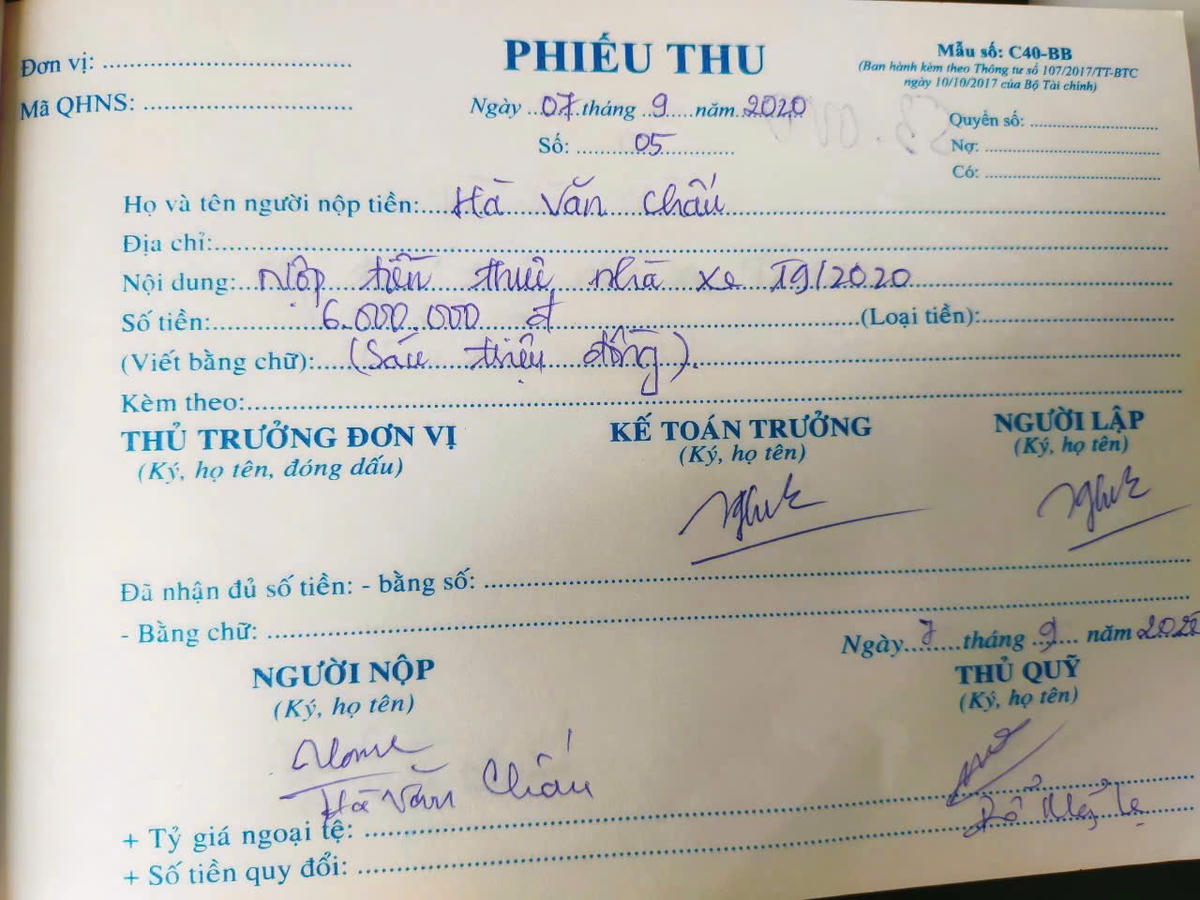 Đơn vị: ........................................
Mã QHNS: ..................................
PHIẾU THU
Ngày ..07..tháng ..9.....năm ..2020
Số: ..........05..............
Mẫu số: C40-BB
(Ban hành kèm theo Thông tư số 107/2017/TT-BTC
ngày 10/10/2017 của Bộ Tài chính)
Quyển số: ........................
Nợ: ..................................
Có: ..................................
Họ và tên người nộp tiền:.....Hà Văn Chấu
Địa chỉ:..........................................
Nội dung:...Nộp tiền thuê nhà xe T9/2020
Số tiền:..................6.000.000 đ..................(Loại tiền):........................
(Viết bằng chữ):.....(Sáu triệu đồng).
Kèm theo:..........................................
THỦ TRƯỞNG ĐƠN VỊ
(Ký, họ tên, đóng dấu)
KẾ TOÁN TRƯỞNG
(Ký, họ tên)
NGƯỜI LẬP
(Ký, họ tên)
Đã nhận đủ số tiền: - bằng số: ..........................................
- Bằng chữ: ..........................................
Ngày...7.....tháng...9.... năm 2020
NGƯỜI NỘP
(Ký, họ tên)
Hà Văn Chấu
THỦ QUỸ
(Ký, họ tên)
+ Tỷ giá ngoại tệ: ..........................................
+ Số tiền quy đổi: ..........................................